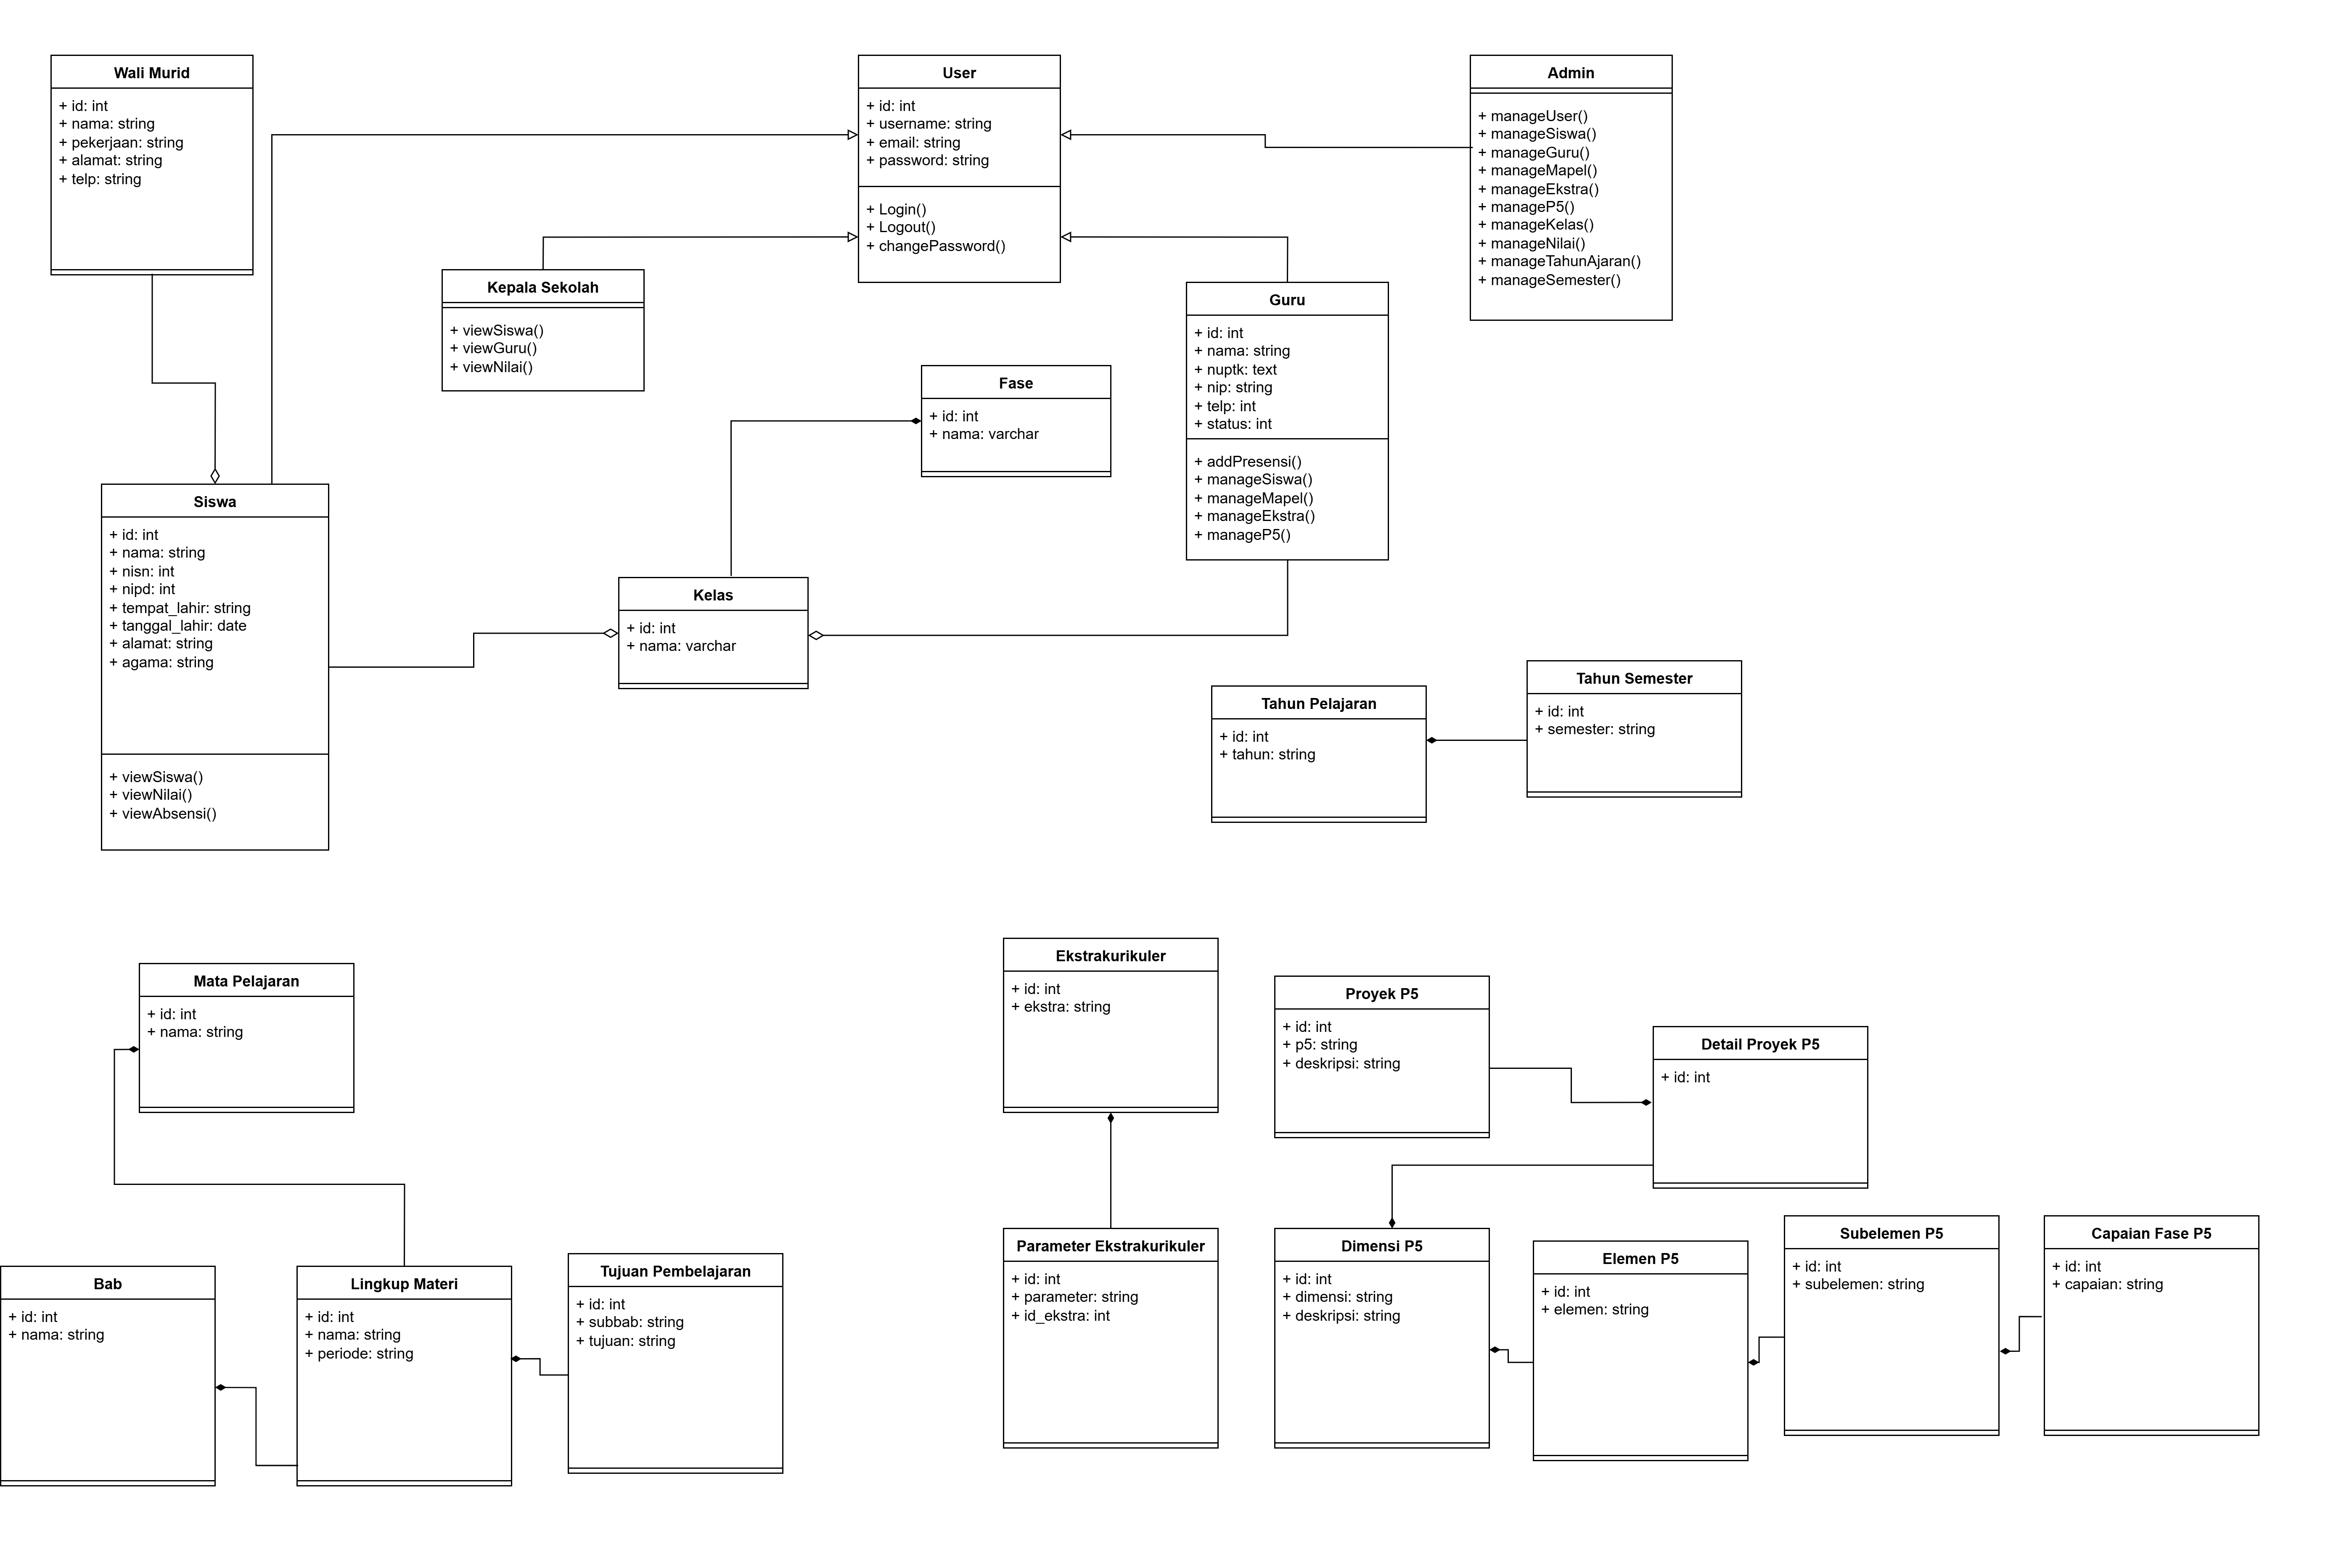 Wali Murid
+ id: int
+ nama: string
+ pekerjaan: string
+ alamat: string
+ telp: string
User
+ id: int
+ username: string
+ email: string
+ password: string
+ Login()
+ Logout()
+ changePassword()
Admin
+ manageUser()
+ manageSiswa()
+ manageGuru()
+ manageMapel()
+ manageEkstra()
+ manageP5()
+ manageKelas()
+ manageNilai()
+ manageTahunAjaran()
+ manageSemester()
Kepala Sekolah
+ viewSiswa()
+ viewGuru()
+ viewNilai()
Guru
+ id: int
+ nama: string
+ nuptk: text
+ nip: string
+ telp: int
+ status: int
+ addPresensi()
+ manageSiswa()
+ manageMapel()
+ manageEkstra()
+ manageP5()
Fase
+ id: int
+ nama: varchar
Siswa
+ id: int
+ nama: string
+ nisn: int
+ nipd: int
+ tempat_lahir: string
+ tanggal_lahir: date
+ alamat: string
+ agama: string
+ viewSiswa()
+ viewNilai()
+ viewAbsensi()
Kelas
+ id: int
+ nama: varchar
Tahun Pelajaran
+ id: int
+ tahun: string
Tahun Semester
+ id: int
+ semester: string
Mata Pelajaran
+ id: int
+ nama: string
Ekstrakurikuler
+ id: int
+ ekstra: string
Proyek P5
+ id: int
+ p5: string
+ deskripsi: string
Detail Proyek P5
+ id: int
Bab
+ id: int
+ nama: string
Lingkup Materi
+ id: int
+ nama: string
+ periode: string
Tujuan Pembelajaran
+ id: int
+ subbab: string
+ tujuan: string
Parameter Ekstrakurikuler
+ id: int
+ parameter: string
+ id_ekstra: int
Dimensi P5
+ id: int
+ dimensi: string
+ deskripsi: string
Elemen P5
+ id: int
+ elemen: string
Subelemen P5
+ id: int
+ subelemen: string
Capaian Fase P5
+ id: int
+ capaian: string